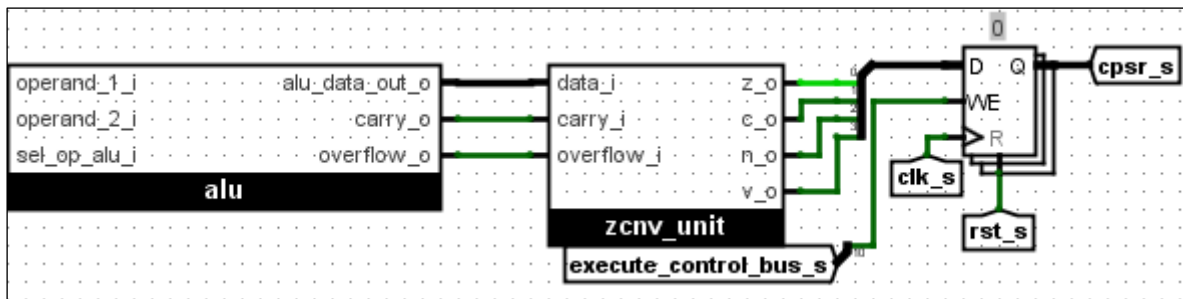 0
operand_1_i alu_data_out_o data_i z_o D Q cpsr_s
operand_2_i carry_o carry_i c_o WE
sel_op_alu_i overflow_o overflow_i n_o R
alu v_o clk_s
zcnv_unit rst_s
execute_control_bus_s 10